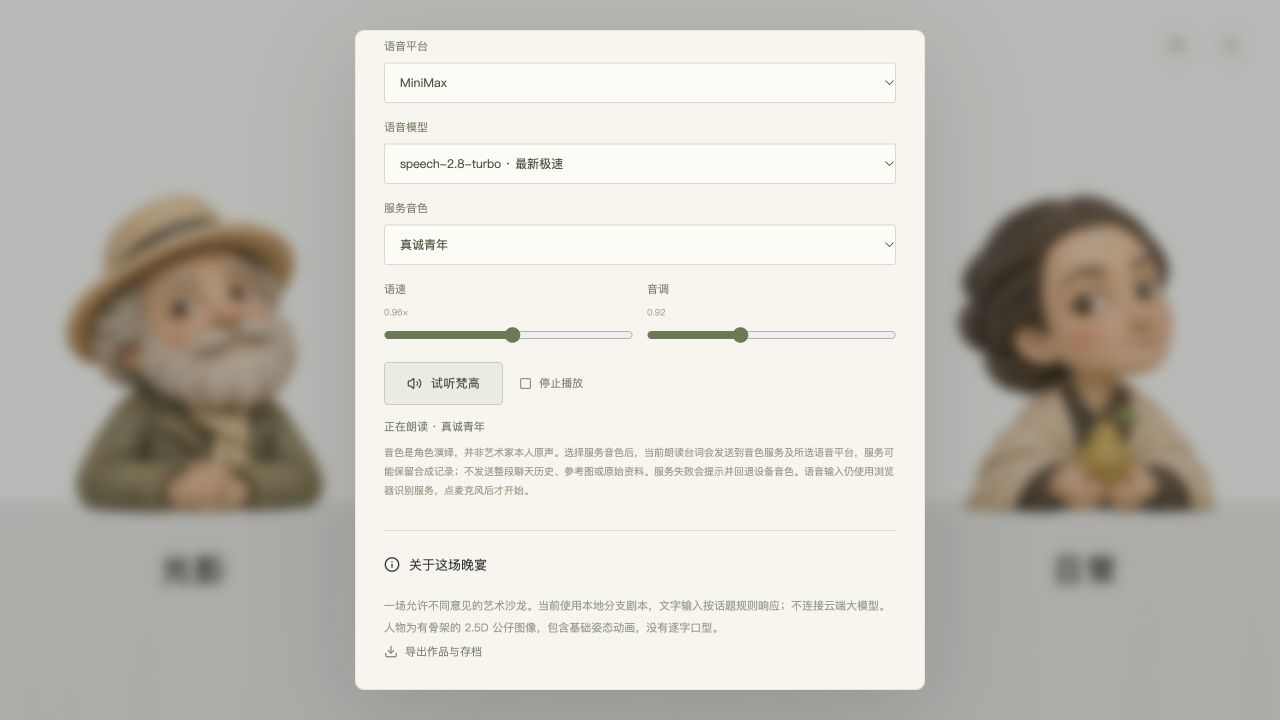 语音平台
MiniMax
语音模型
speech-2.8-turbo · 最新极速
服务音色
真诚青年
语速
音调
0.96×
0.92
试听梵高
停止播放
正在朗读 · 真诚青年
音色是角色演绎，并非艺术家本人原声。选择服务音色后，当前朗读台词会发送到音色服务及所选语音平台，服务可
能保留合成记录；不发送整段聊天历史、参考图或原始资料。服务失败会提示并回退设备音色。语音输入仍使用浏览
器识别服务，点麦克风后才开始。
关于这场晚宴
一场允许不同意见的艺术沙龙。当前使用本地分支剧本，文字输入按话题规则响应；不连接云端大模型。
人物为有骨架的 2.5D 公仔图像，包含基础姿态动画，没有逐字口型。
导出作品与存档
日常